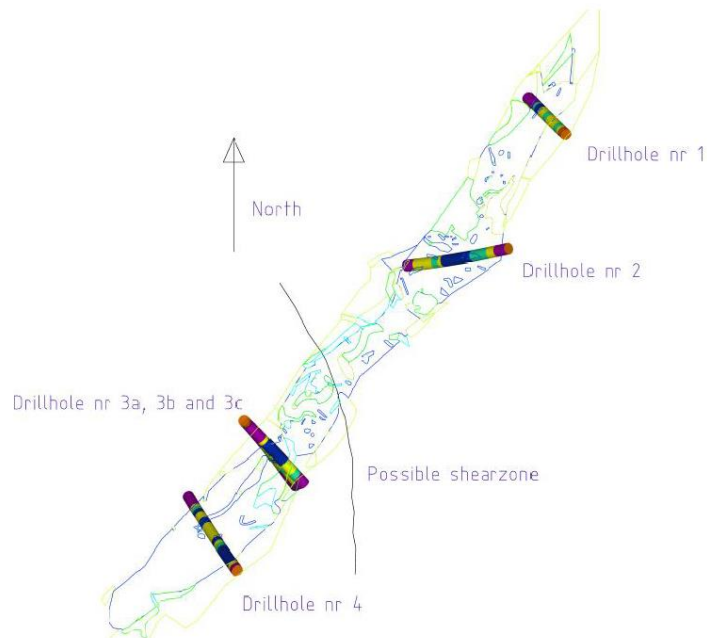 Drillhole nr 1
North
Drillhole nr 2
Drillhole nr 3a, 3b and 3c
Possible shearzone
Drillhole nr 4